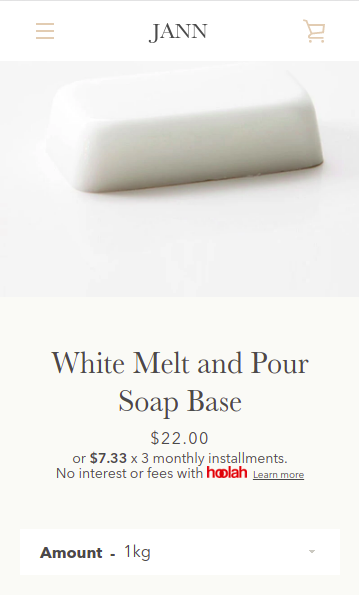 JANN
White Melt and Pour
Soap Base
$22.00
or $7.33 x 3 monthly installments.
No interest or fees with hoolah Learn more
Amount - 1kg